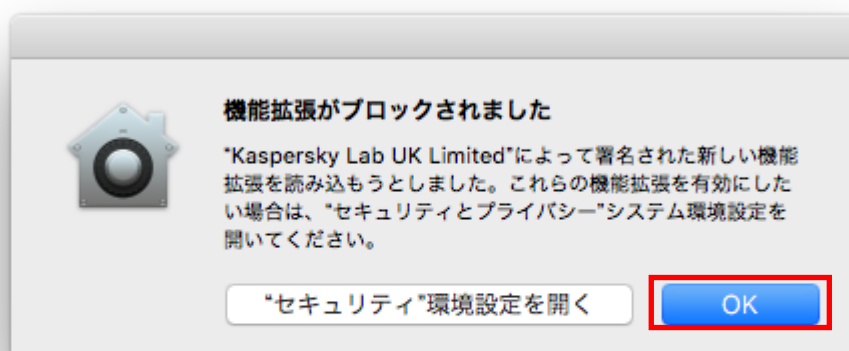 機能拡張がブロックされました
"Kaspersky Lab UK Limited"によって署名された新しい機能
拡張を読み込もうとしました。これらの機能拡張を有効にした
い場合は、"セキュリティとプライバシー"システム環境設定を
開いてください。
"セキュリティ"環境設定を開く
OK